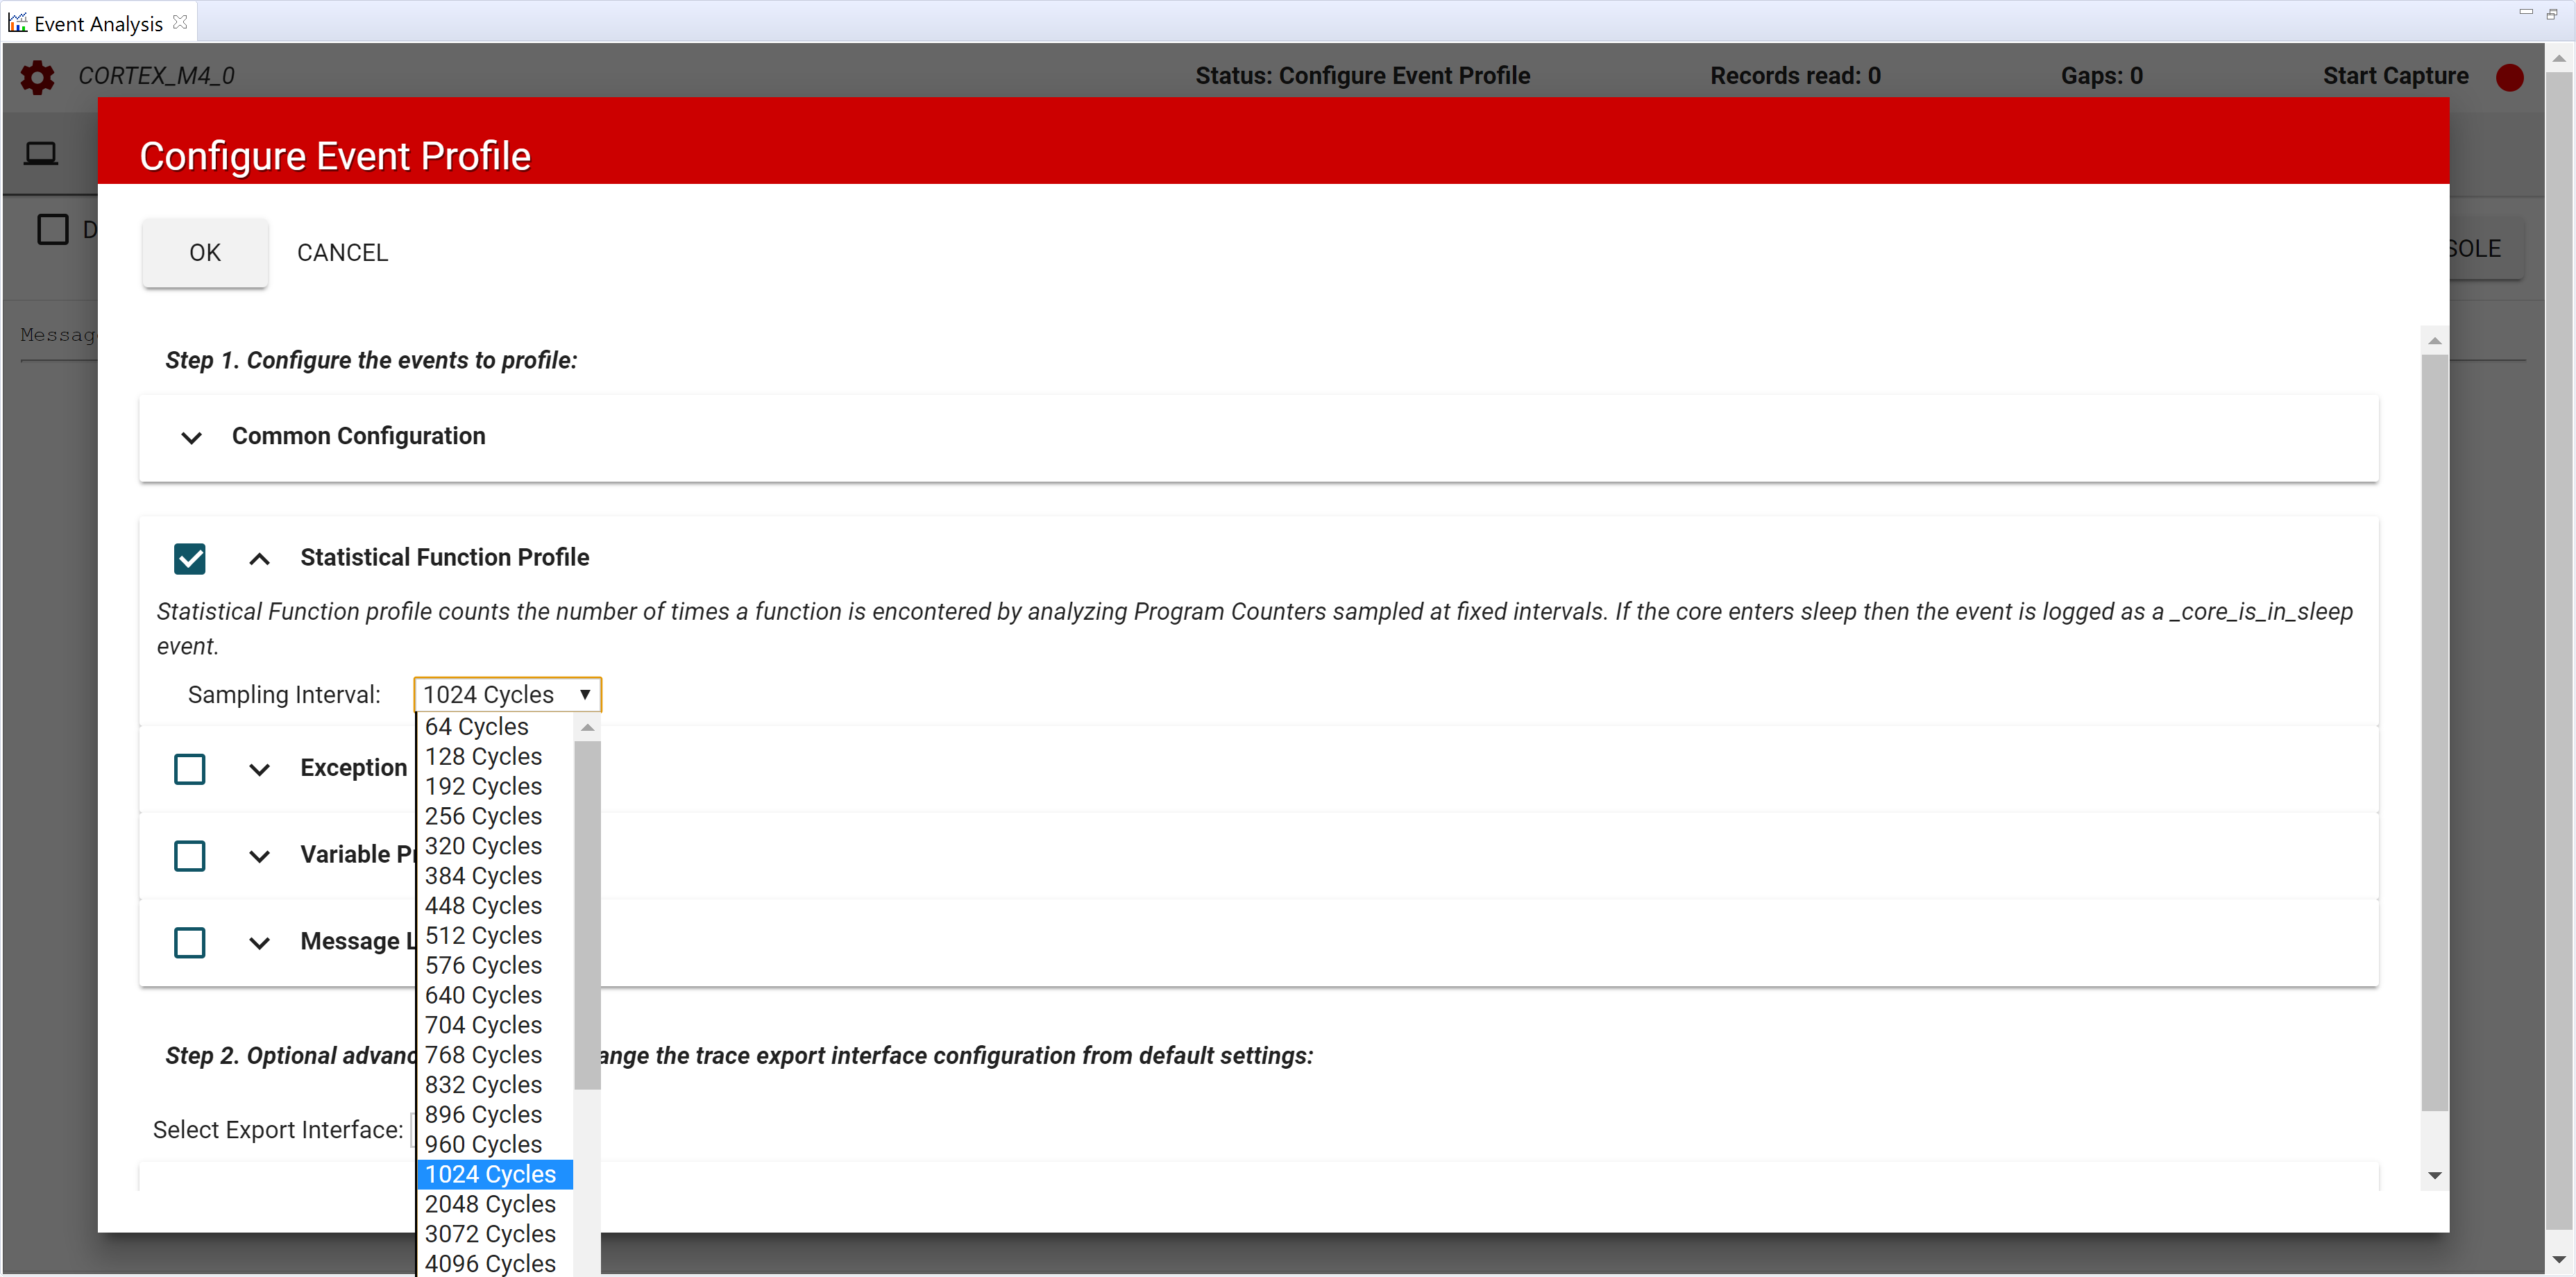 Event Analysis
CORTEX_M4_0
Status: Configure Event Profile
Records read: 0
Gaps: 0
Start Capture
Configure Event Profile
D
OK
CANCEL
SOLE
Messag
Step 1. Configure the events to profile:
Common Configuration
Statistical Function Profile
Statistical Function profile counts the number of times a function is encontered by analyzing Program Counters sampled at fixed intervals. If the core enters sleep then the event is logged as a _core_is_in_sleep
event.
Sampling Interval:
1024 Cycles
64 Cycles
128 Cycles
192 Cycles
256 Cycles
320 Cycles
384 Cycles
448 Cycles
512 Cycles
576 Cycles
640 Cycles
704 Cycles
768 Cycles
832 Cycles
896 Cycles
960 Cycles
1024 Cycles
2048 Cycles
3072 Cycles
4096 Cycles
Exception
Variable Pr
Message L
Step 2. Optional advanc
ange the trace export interface configuration from default settings:
Select Export Interface: